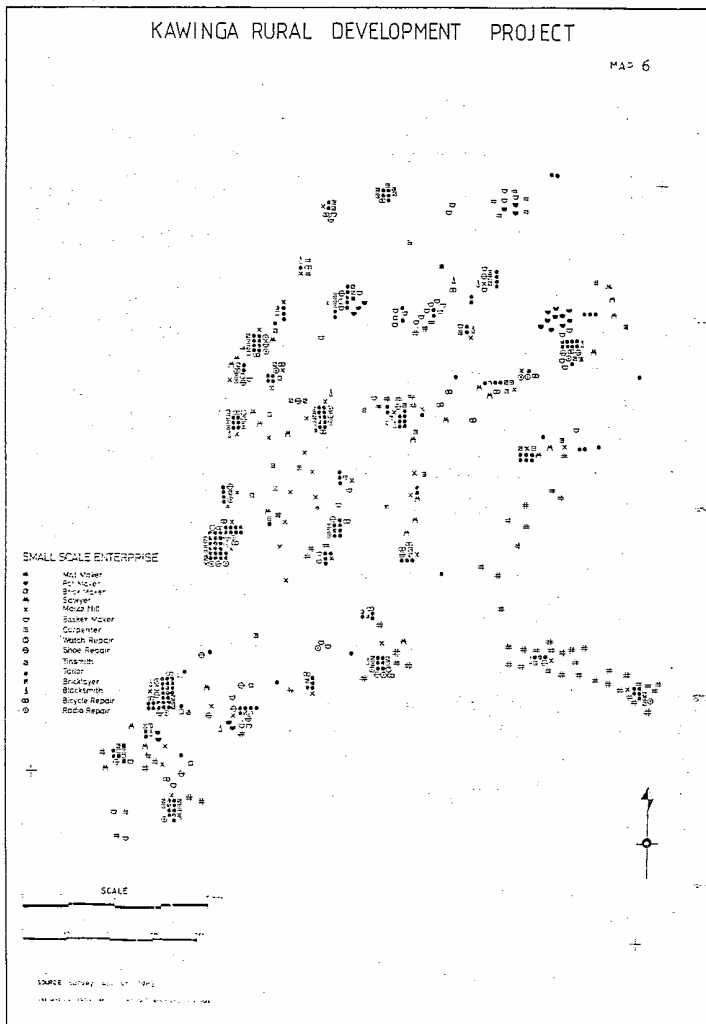 KAWINGA RURAL DEVELOPMENT PROJECT
MAP 6
SMALL SCALE ENTERPRISE
Mat Maker
Pot Maker
Brick Maker
Sawyer
Maize Mill
Basket Maker
Carpenter
Watch Repair
Shoe Repair
Tinsmith
Tailor
Bricklayer
Blacksmith
Bicycle Repair
Radio Repair
SCALE
SOURCE